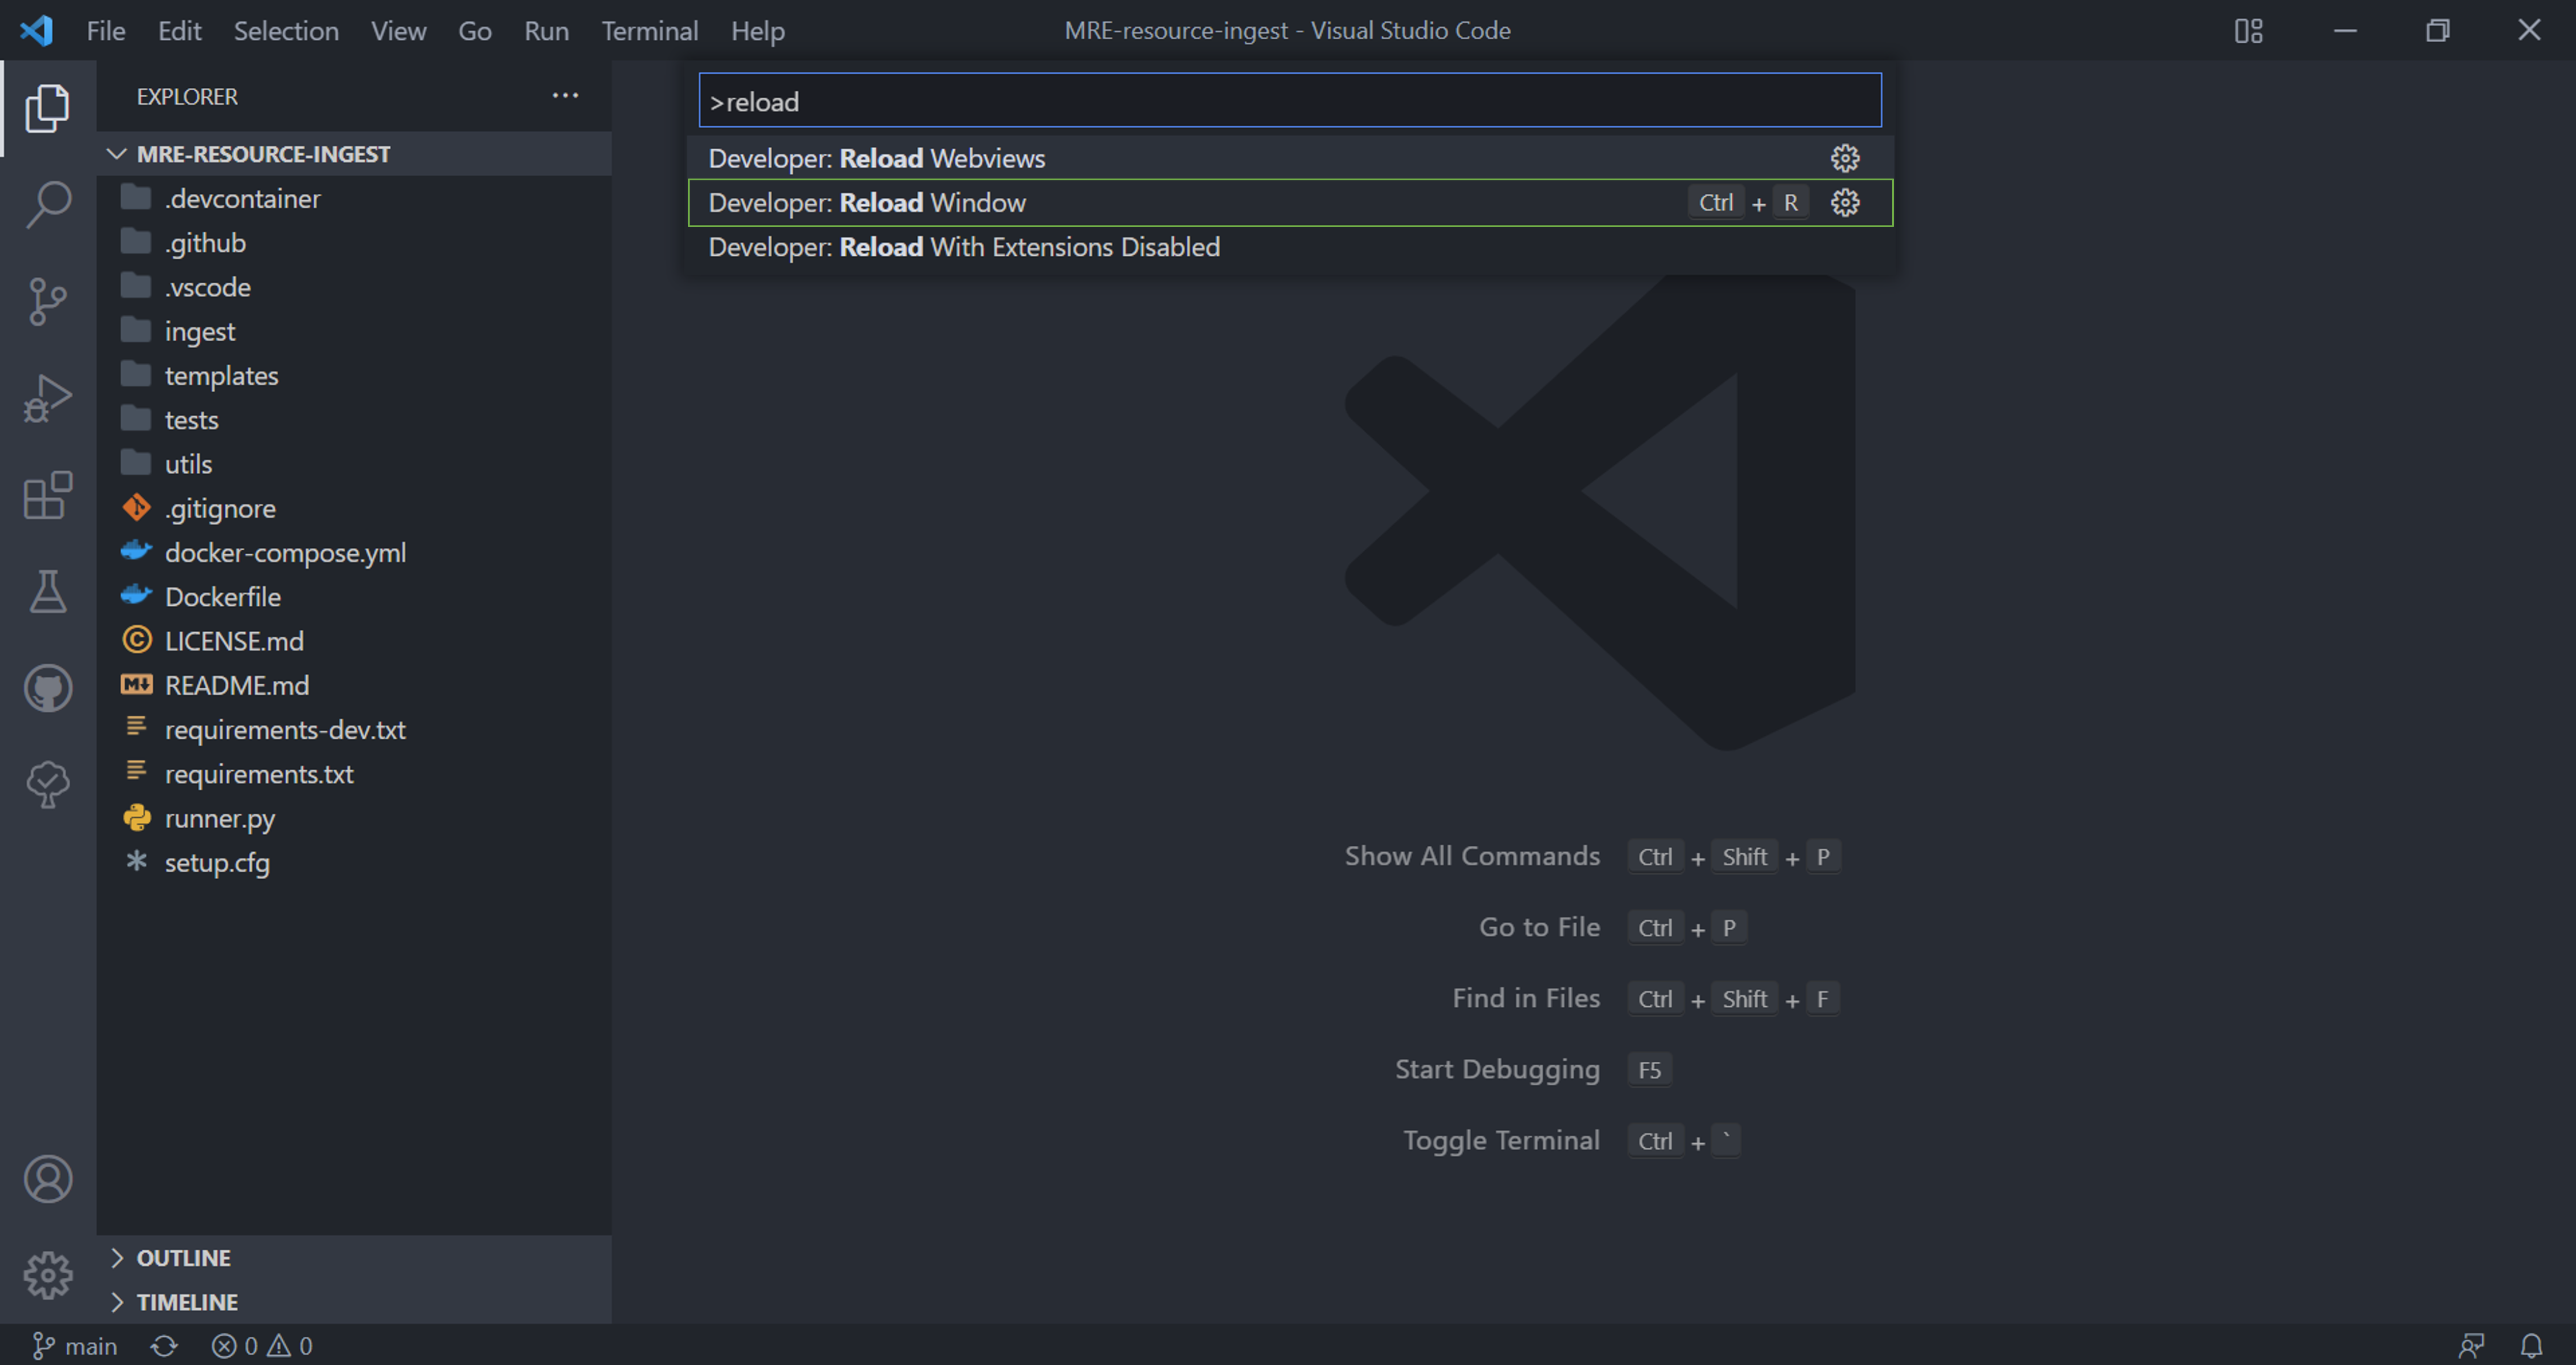 File Edit Selection View Go Run Terminal Help MRE-resource-ingest - Visual Studio Code
EXPLORER ···
MRE-RESOURCE-INGEST
.devcontainer
.github
.vscode
ingest
templates
tests
utils
.gitignore
docker-compose.yml
Dockerfile
LICENSE.md
README.md
requirements-dev.txt
requirements.txt
runner.py
setup.cfg
OUTLINE
TIMELINE
>reload
Developer: Reload Webviews
Developer: Reload Window Ctrl + R
Developer: Reload With Extensions Disabled
Show All Commands Ctrl + Shift + P
Go to File Ctrl + P
Find in Files Ctrl + Shift + F
Start Debugging F5
Toggle Terminal Ctrl + `
main 0 0